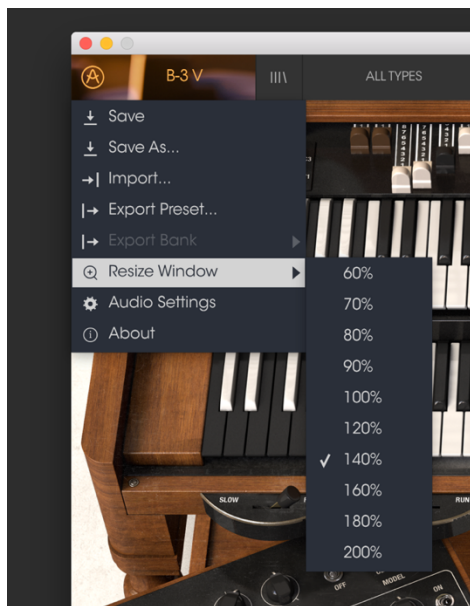 B-3 V
ALL TYPES
Save
Save As...
Import...
Export Preset...
Export Bank
Resize Window
Audio Settings
About
60%
70%
80%
90%
100%
120%
140%
160%
180%
200%
SLOW
RUN
OFF
MODEL
ON